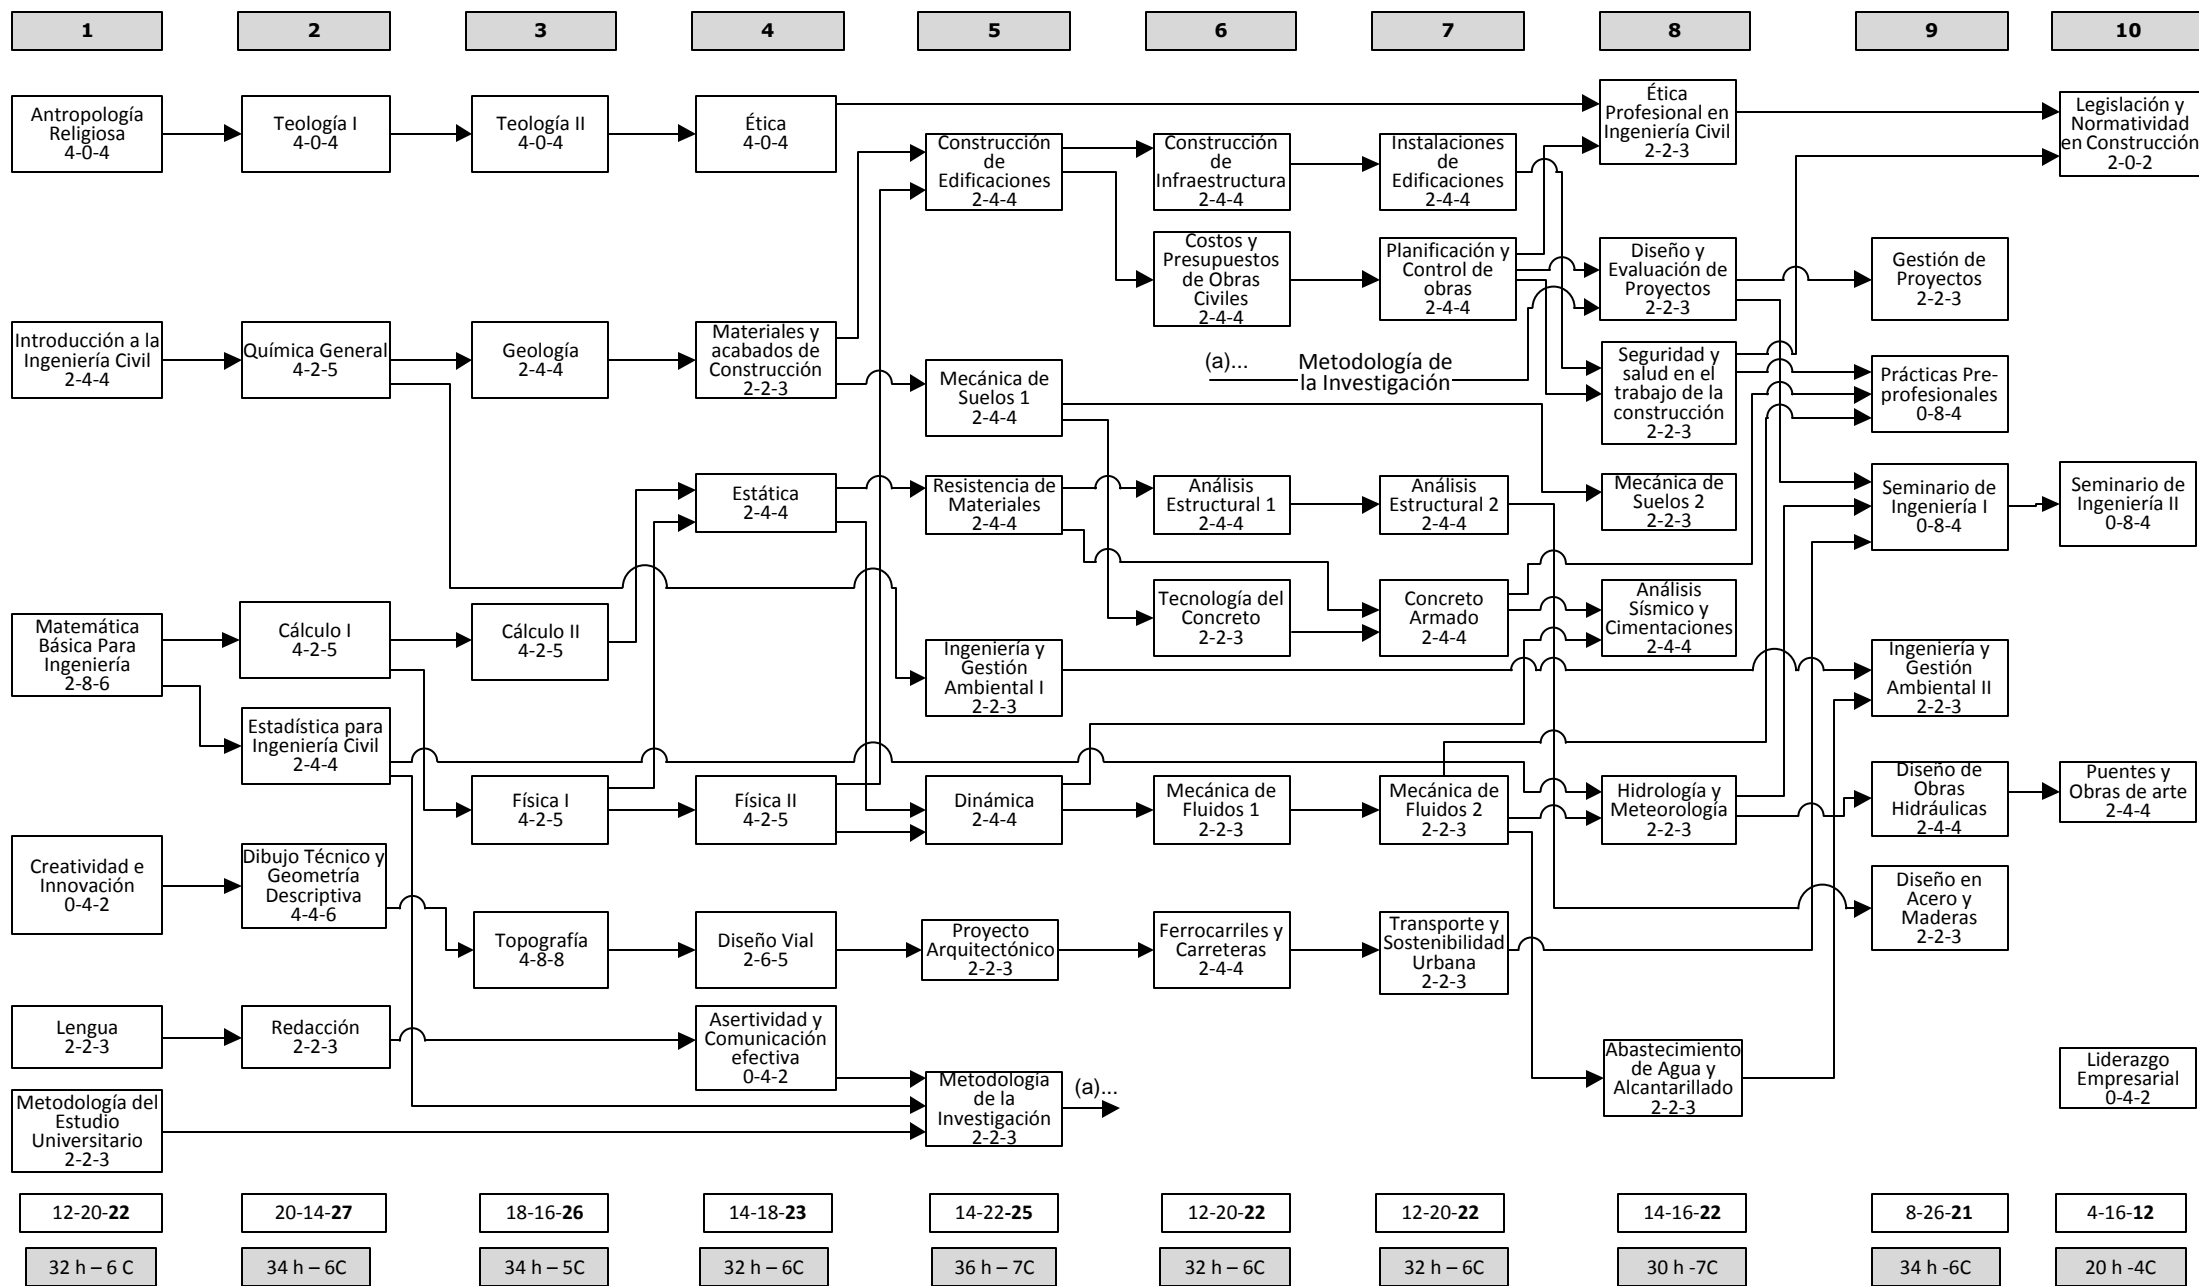 1
2
3
4
5
6
7
8
9
10
Antropología
Religiosa
4-0-4
Teología I
4-0-4
Teología II
4-0-4
Ética
4-0-4
Construcción
de
Edificaciones
2-4-4
Construcción
de
Infraestructura
2-4-4
Instalaciones
de
Edificaciones
2-4-4
Ética
Profesional en
Ingeniería Civil
2-2-3
Legislación y
Normatividad
en Construcción
2-0-2
Costos y
Presupuestos
de Obras
Civiles
2-4-4
Planificación y
Control de
obras
2-4-4
Diseño y
Evaluación de
Proyectos
2-2-3
Gestión de
Proyectos
2-2-3
Introducción a la
Ingeniería Civil
2-4-4
Química General
4-2-5
Geología
2-4-4
Materiales y
acabados de
Construcción
2-2-3
Mecánica de
Suelos 1
2-4-4
(a)...
Metodología de
la Investigación
Seguridad y
salud en el
trabajo de la
construcción
2-2-3
Prácticas Pre-
profesionales
0-8-4
Estática
2-4-4
Resistencia de
Materiales
2-4-4
Análisis
Estructural 1
2-4-4
Análisis
Estructural 2
2-4-4
Mecánica de
Suelos 2
2-2-3
Seminario de
Ingeniería I
0-8-4
Seminario de
Ingeniería II
0-8-4
Matemática
Básica Para
Ingeniería
2-8-6
Cálculo I
4-2-5
Cálculo II
4-2-5
Ingeniería y
Gestión
Ambiental I
2-2-3
Tecnología del
Concreto
2-2-3
Concreto
Armado
2-4-4
Análisis
Sísmico y
Cimentaciones
2-4-4
Ingeniería y
Gestión
Ambiental II
2-2-3
Estadística para
Ingeniería Civil
2-4-4
Física I
4-2-5
Física II
4-2-5
Dinámica
2-4-4
Mecánica de
Fluidos 1
2-2-3
Mecánica de
Fluidos 2
2-2-3
Hidrología y
Meteorología
2-2-3
Diseño de
Obras
Hidráulicas
2-4-4
Puentes y
Obras de arte
2-4-4
Creatividad e
Innovación
0-4-2
Dibujo Técnico y
Geometría
Descriptiva
4-4-6
Topografía
4-8-8
Diseño Vial
2-6-5
Proyecto
Arquitectónico
2-2-3
Ferrocarriles y
Carreteras
2-4-4
Transporte y
Sostenibilidad
Urbana
2-2-3
Diseño en
Acero y
Maderas
2-2-3
Lengua
2-2-3
Redacción
2-2-3
Asertividad y
Comunicación
efectiva
0-4-2
Metodología
de la
Investigación
2-2-3
(a)...
Abastecimiento
de Agua y
Alcantarillado
2-2-3
Liderazgo
Empresarial
0-4-2
Metodología del
Estudio
Universitario
2-2-3
12-20-22
20-14-27
18-16-26
14-18-23
14-22-25
12-20-22
12-20-22
14-16-22
8-26-21
4-16-12
32 h – 6 C
34 h – 6C
34 h – 5C
32 h – 6C
36 h – 7C
32 h – 6C
32 h – 6C
30 h -7C
34 h -6C
20 h -4C